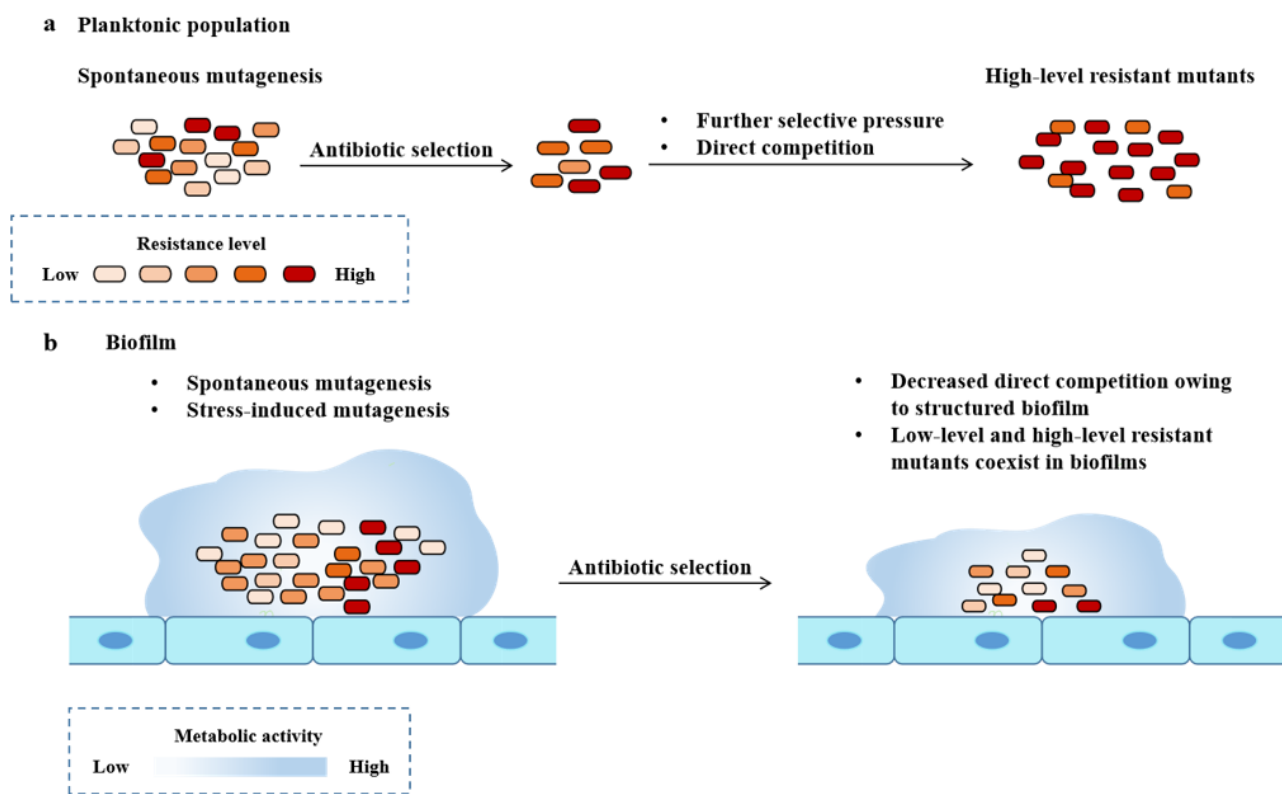 a Planktonic population
Spontaneous mutagenesis
High-level resistant mutants
Antibiotic selection
• Further selective pressure
• Direct competition
Resistance level
Low High
b Biofilm
• Spontaneous mutagenesis
• Stress-induced mutagenesis
• Decreased direct competition owing
to structured biofilm
• Low-level and high-level resistant
mutants coexist in biofilms
Antibiotic selection
Metabolic activity
Low High